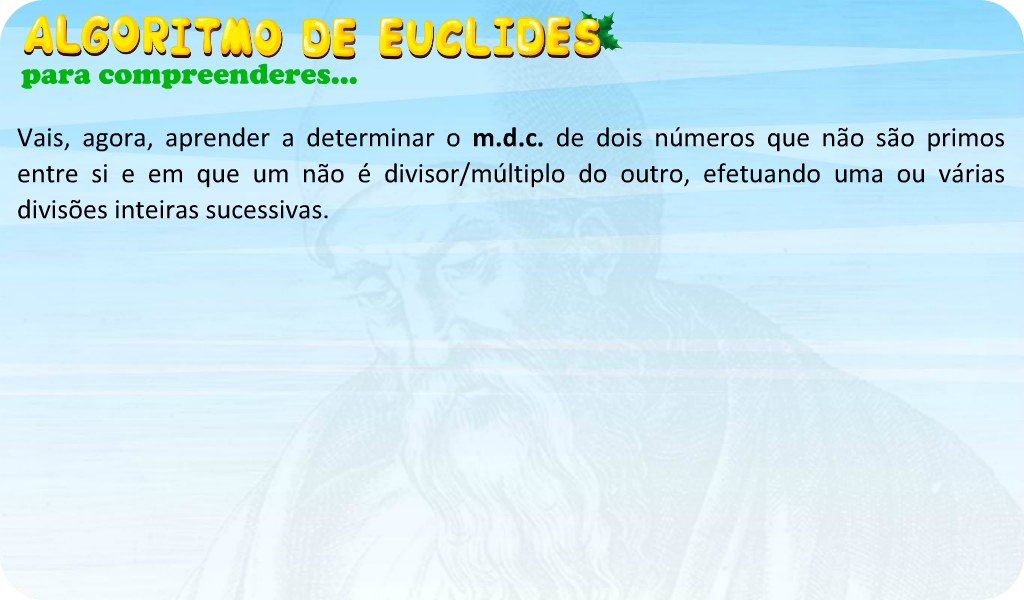 ALGORITMO DE EUCLIDES
para compreenderes...
Vais, agora, aprender a determinar o m.d.c. de dois números que não são primos
entre si e em que um não é divisor/múltiplo do outro, efetuando uma ou várias
divisões inteiras sucessivas.